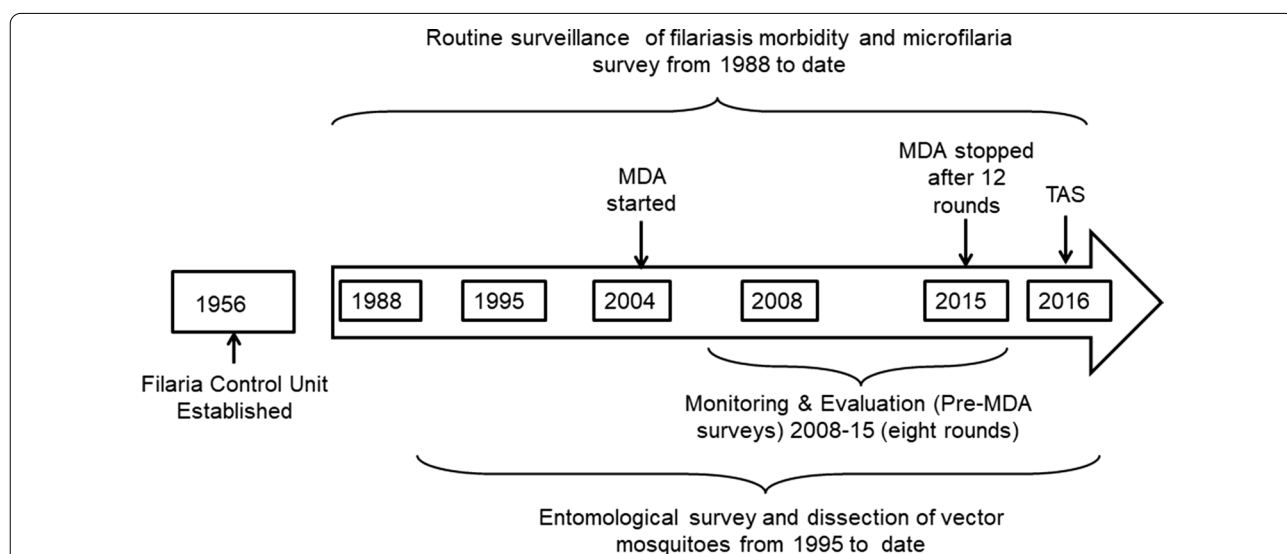 Routine surveillance of filariasis morbidity and microfilaria
survey from 1988 to date
MDA
started
MDA stopped
after 12
rounds
TAS
1956
1988
1995
2004
2008
2015
2016
Filaria Control Unit
Established
Monitoring & Evaluation (Pre-MDA
surveys) 2008-15 (eight rounds)
Entomological survey and dissection of vector
mosquitoes from 1995 to date